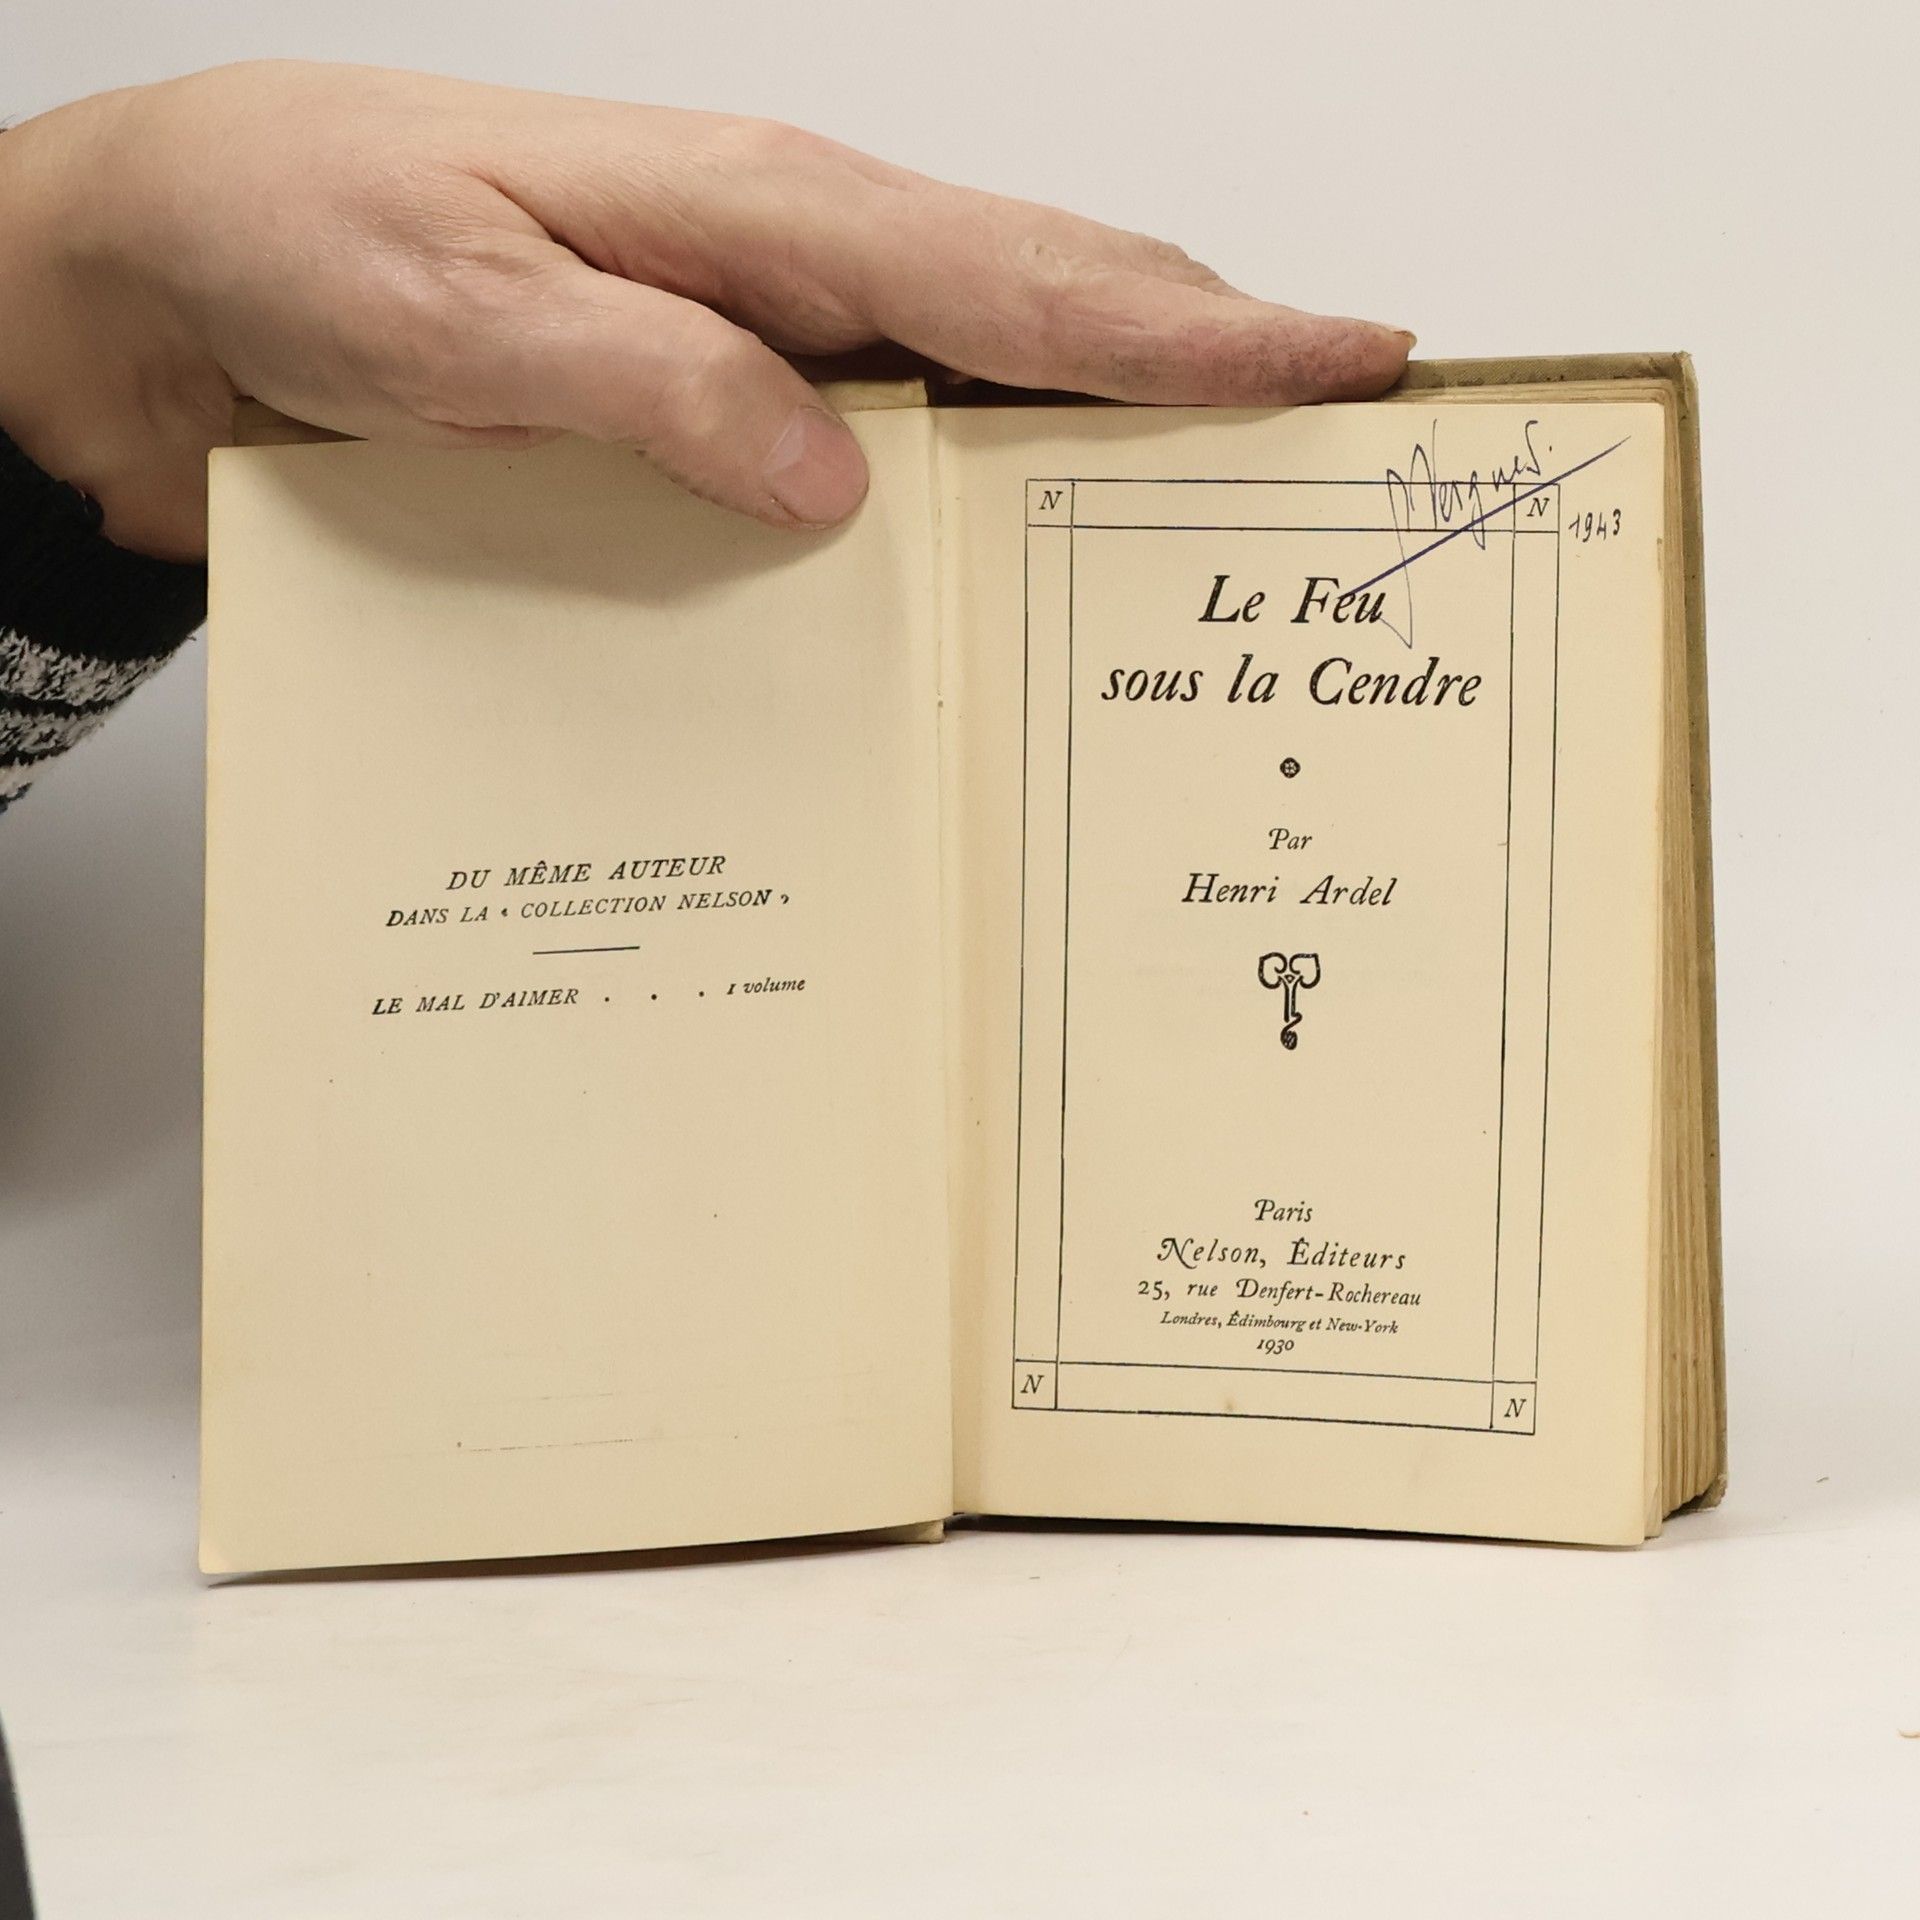 DU MÊME AUTEUR
DANS LA « COLLECTION NELSON »
LE MAL D'AIMER . . . 1 volume
Vergnes.
N N 1943
Le Feu
sous la Cendre
Par
Henri Ardel
Paris
Nelson, Éditeurs
25, rue Denfert-Rochereau
Londres, Édimbourg et New-York
1930
N N